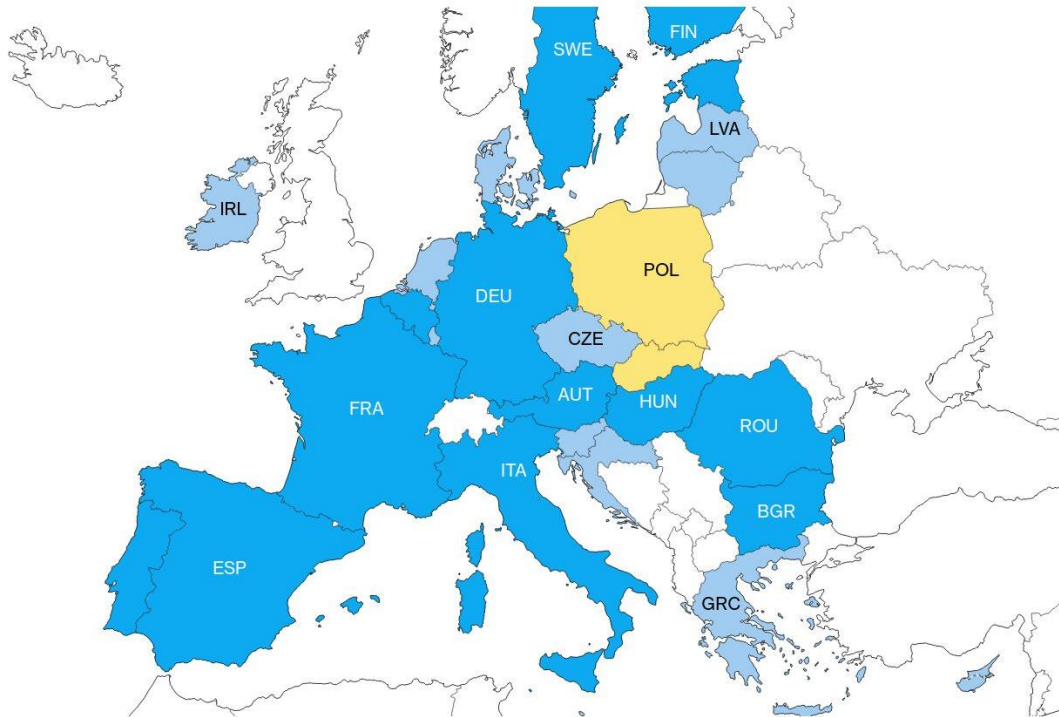 FIN
SWE
LVA
IRL
POL
DEU
CZE
AUT
HUN
FRA
ROU
ITA
BGR
ESP
GRC